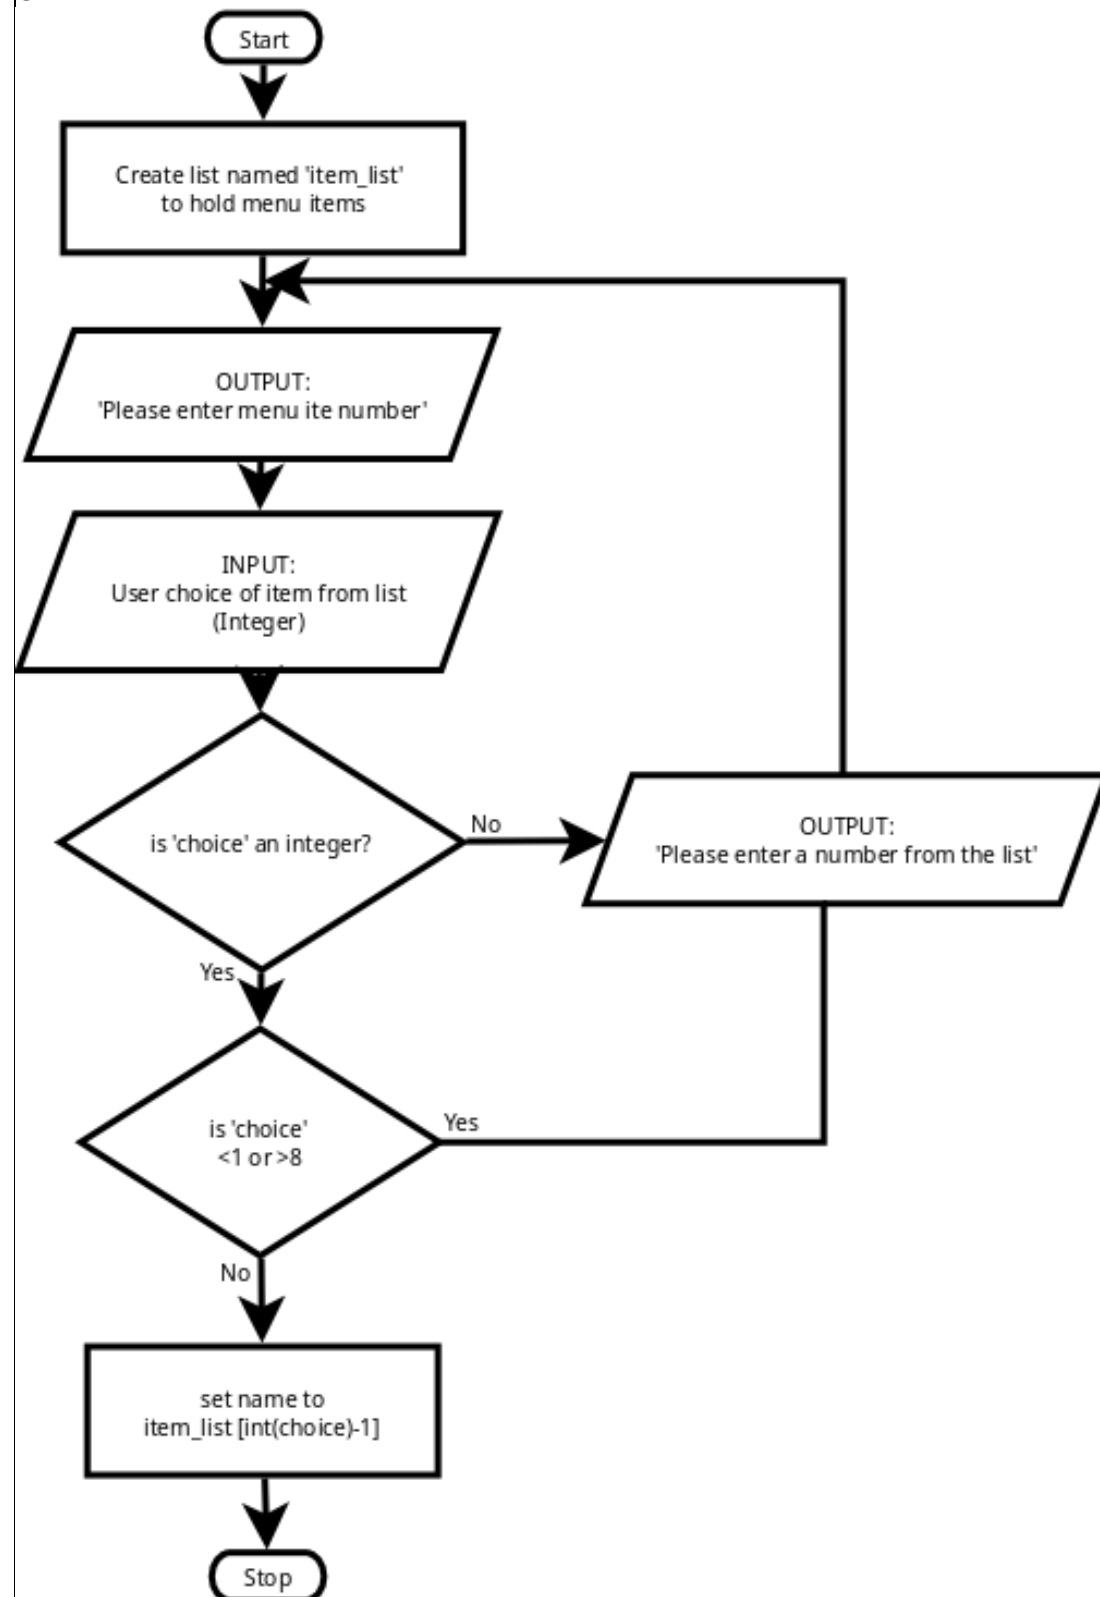 Start
Create list named 'item_list'
to hold menu items
OUTPUT:
'Please enter menu ite number'
INPUT:
User choice of item from list
(Integer)
is 'choice' an integer?
No
OUTPUT:
'Please enter a number from the list'
Yes
is 'choice'
<1 or >8
Yes
No
set name to
item_list [int(choice)-1]
Stop